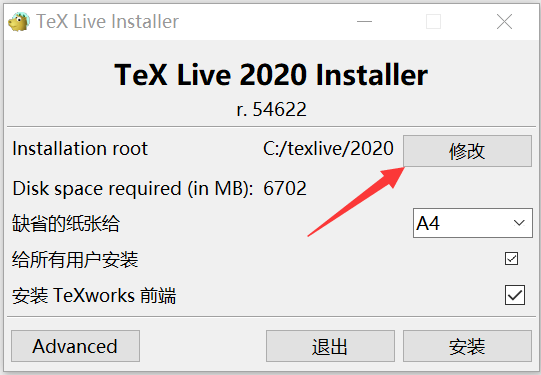 TeX Live Installer
TeX Live 2020 Installer
r. 54622
Installation root C:/texlive/2020 修改
Disk space required (in MB): 6702
缺省的纸张给 A4
给所有用户安装
安装 TeXworks 前端
Advanced 退出 安装